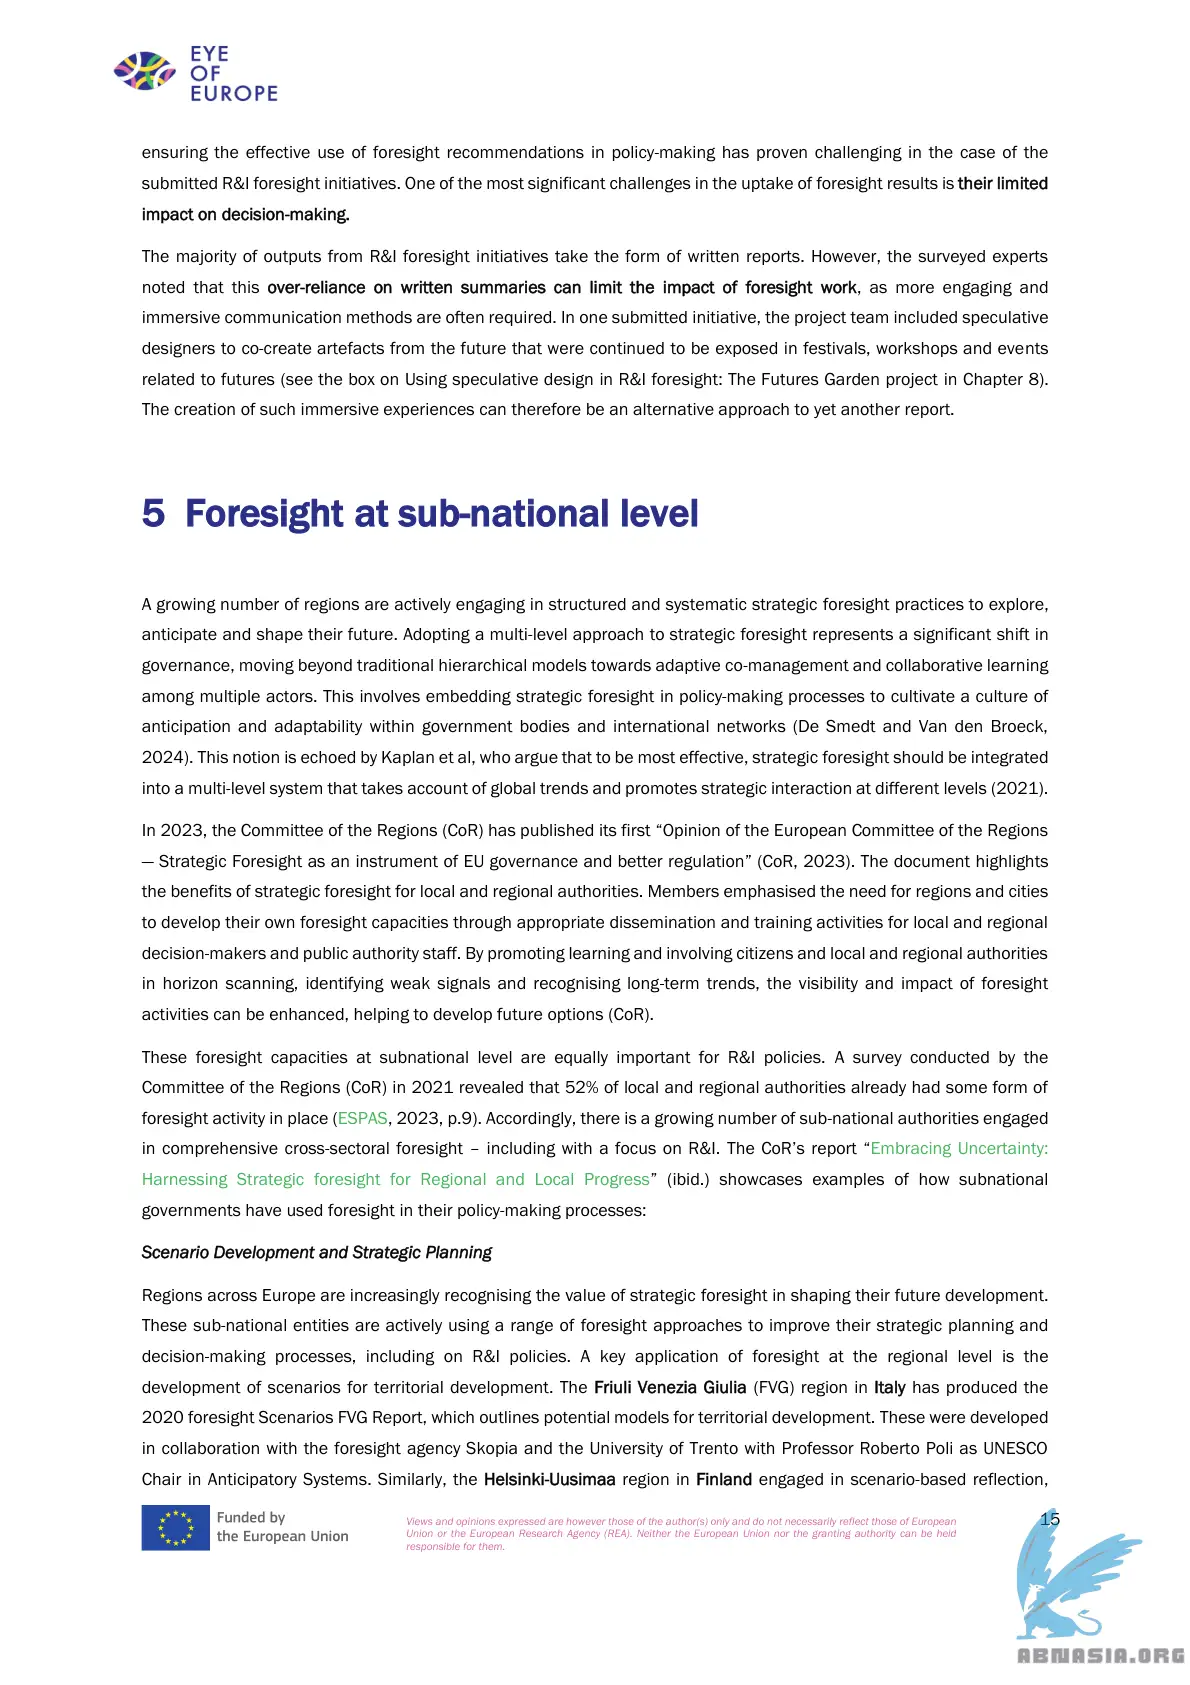 EYE
OF
EUROPE
ensuring the effective use of foresight recommendations in policy-making has proven challenging in the case of the
submitted R&I foresight initiatives. One of the most significant challenges in the uptake of foresight results is their limited
impact on decision-making.
The majority of outputs from R&I foresight initiatives take the form of written reports. However, the surveyed experts
noted that this over-reliance on written summaries can limit the impact of foresight work, as more engaging and
immersive communication methods are often required. In one submitted initiative, the project team included speculative
designers to co-create artefacts from the future that were continued to be exposed in festivals, workshops and events
related to futures (see the box on Using speculative design in R&I foresight: The Futures Garden project in Chapter 8).
The creation of such immersive experiences can therefore be an alternative approach to yet another report.
5 Foresight at sub-national level
A growing number of regions are actively engaging in structured and systematic strategic foresight practices to explore,
anticipate and shape their future. Adopting a multi-level approach to strategic foresight represents a significant shift in
governance, moving beyond traditional hierarchical models towards adaptive co-management and collaborative learning
among multiple actors. This involves embedding strategic foresight in policy-making processes to cultivate a culture of
anticipation and adaptability within government bodies and international networks (De Smedt and Van den Broeck,
2024). This notion is echoed by Kaplan et al, who argue that to be most effective, strategic foresight should be integrated
into a multi-level system that takes account of global trends and promotes strategic interaction at different levels (2021).
In 2023, the Committee of the Regions (CoR) has published its first “Opinion of the European Committee of the Regions
— Strategic Foresight as an instrument of EU governance and better regulation” (CoR, 2023). The document highlights
the benefits of strategic foresight for local and regional authorities. Members emphasised the need for regions and cities
to develop their own foresight capacities through appropriate dissemination and training activities for local and regional
decision-makers and public authority staff. By promoting learning and involving citizens and local and regional authorities
in horizon scanning, identifying weak signals and recognising long-term trends, the visibility and impact of foresight
activities can be enhanced, helping to develop future options (CoR).
These foresight capacities at subnational level are equally important for R&I policies. A survey conducted by the
Committee of the Regions (CoR) in 2021 revealed that 52% of local and regional authorities already had some form of
foresight activity in place (ESPAS, 2023, p.9). Accordingly, there is a growing number of sub-national authorities engaged
in comprehensive cross-sectoral foresight – including with a focus on R&I. The CoR’s report “Embracing Uncertainty:
Harnessing Strategic foresight for Regional and Local Progress” (ibid.) showcases examples of how subnational
governments have used foresight in their policy-making processes:
Scenario Development and Strategic Planning
Regions across Europe are increasingly recognising the value of strategic foresight in shaping their future development.
These sub-national entities are actively using a range of foresight approaches to improve their strategic planning and
decision-making processes, including on R&I policies. A key application of foresight at the regional level is the
development of scenarios for territorial development. The Friuli Venezia Giulia (FVG) region in Italy has produced the
2020 foresight Scenarios FVG Report, which outlines potential models for territorial development. These were developed
in collaboration with the foresight agency Skopia and the University of Trento with Professor Roberto Poli as UNESCO
Chair in Anticipatory Systems. Similarly, the Helsinki-Uusimaa region in Finland engaged in scenario-based reflection,
Funded by
the European Union
Views and opinions expressed are however those of the author(s) only and do not necessarily reflect those of European
Union or the European Research Agency (REA). Neither the European Union nor the granting authority can be held
responsible for them.
15
ABNASIA.ORG